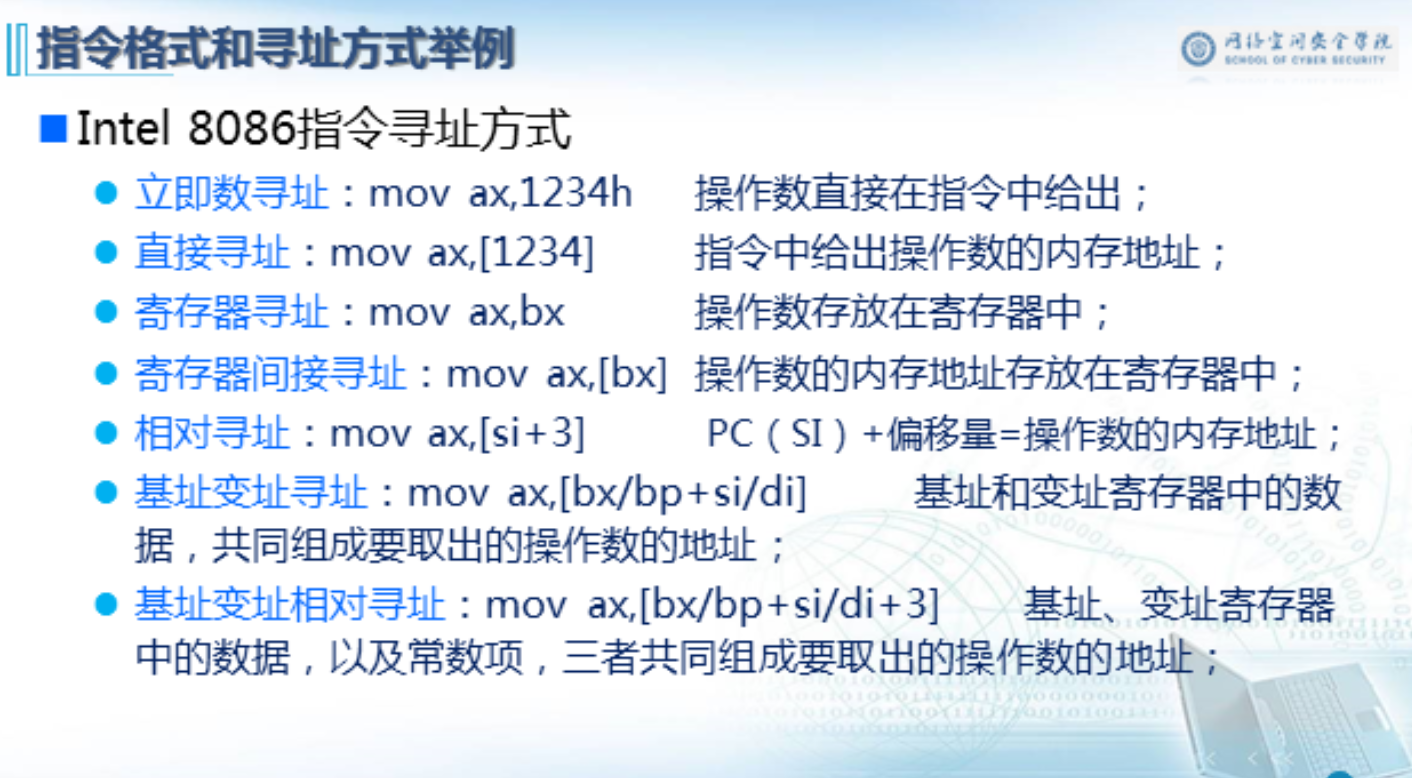 指令格式和寻址方式举例
网络空间安全学院
SCHOOL OF CYBER SECURITY
Intel 8086指令寻址方式
立即数寻址：mov ax,1234h 操作数直接在指令中给出；
直接寻址：mov ax,[1234] 指令中给出操作数的内存地址；
寄存器寻址：mov ax,bx 操作数存放在寄存器中；
寄存器间接寻址：mov ax,[bx] 操作数的内存地址存放在寄存器中；
相对寻址：mov ax,[si+3] PC（SI）+偏移量=操作数的内存地址；
基址变址寻址：mov ax,[bx/bp+si/di] 基址和变址寄存器中的数
据，共同组成要取出的操作数的地址；
基址变址相对寻址：mov ax,[bx/bp+si/di+3] 基址、变址寄存器
中的数据，以及常数项，三者共同组成要取出的操作数的地址；